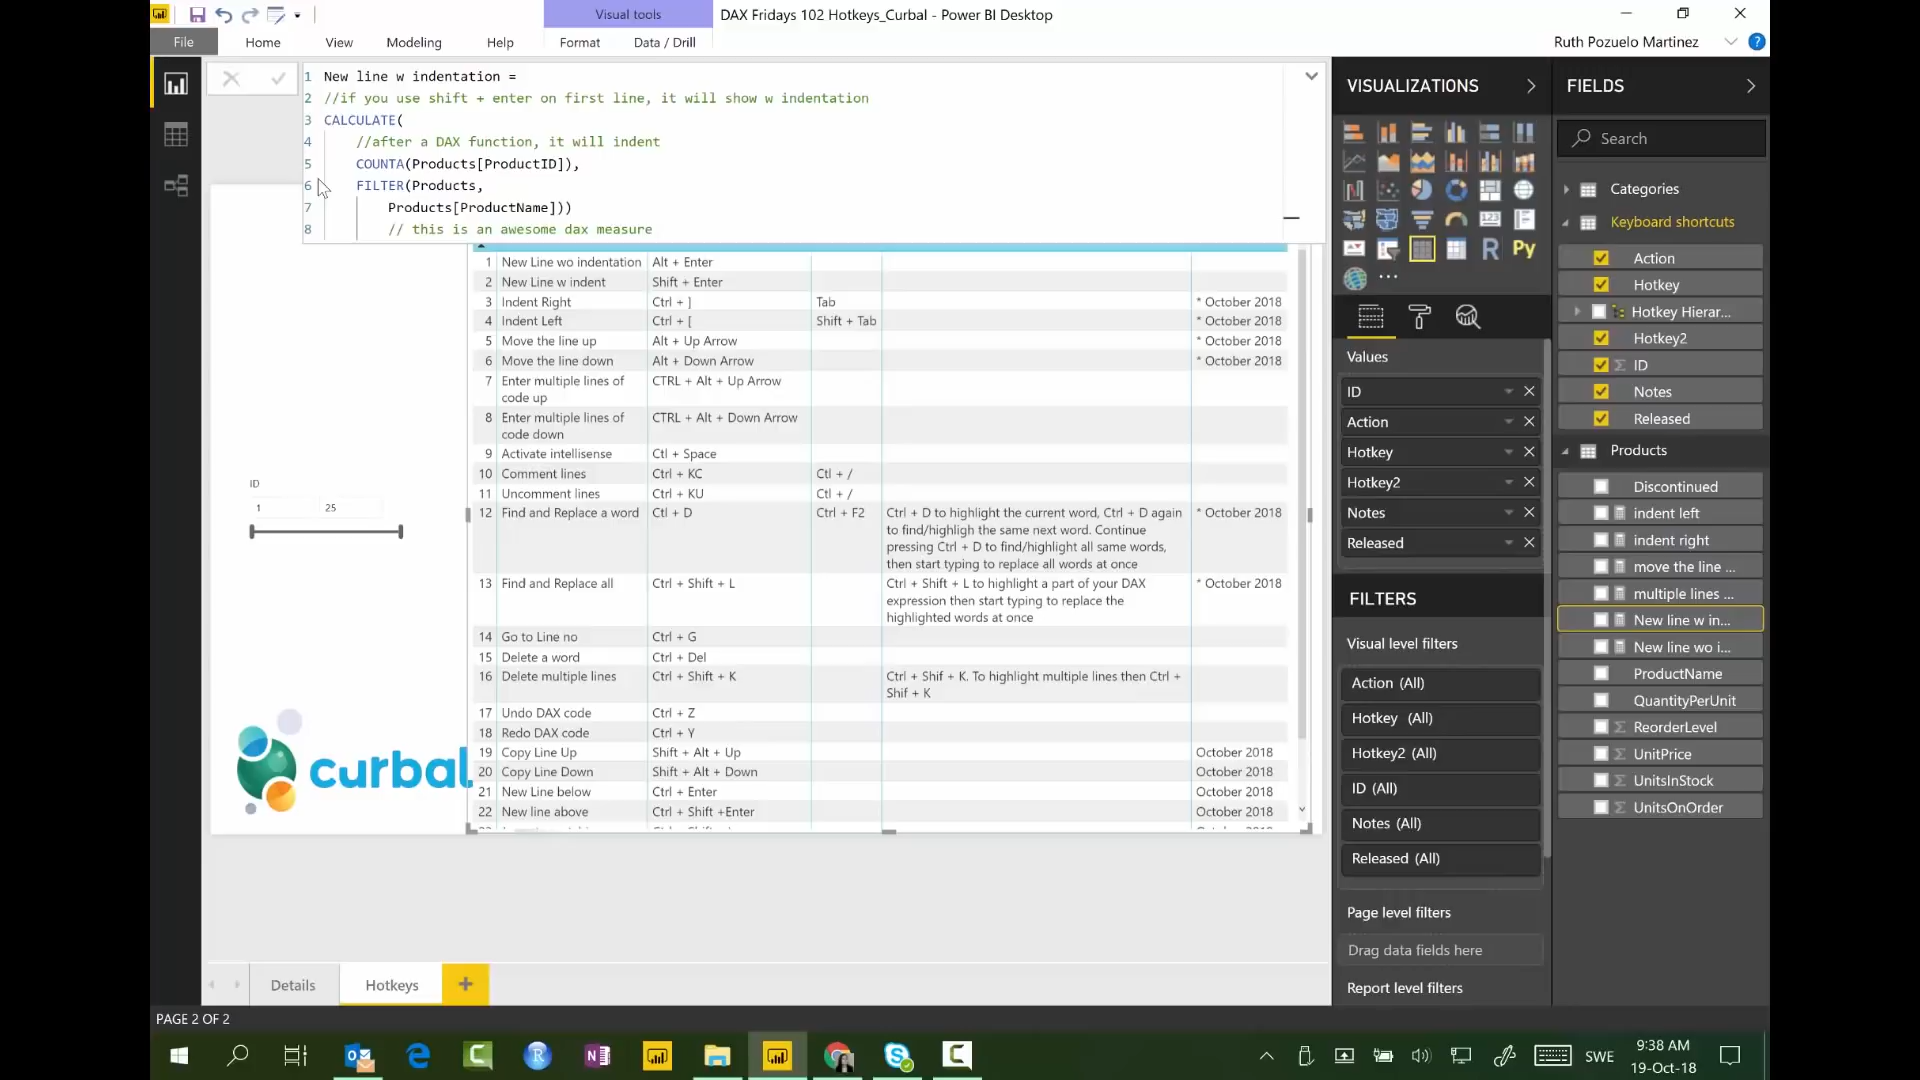 Visual tools
DAX Fridays 102 Hotkeys_Curbal - Power BI Desktop
File Home View Modeling Help Format Data / Drill
Ruth Pozuelo Martinez
1 New line w indentation =
2 //if you use shift + enter on first line, it will show w indentation
3 CALCULATE(
4 //after a DAX function, it will indent
5 COUNTA(Products[ProductID]),
6 FILTER(Products,
7 Products[ProductName]))
8 // this is an awesome dax measure
1 New Line wo indentation Alt + Enter
2 New Line w indent Shift + Enter
3 Indent Right Ctrl + ] Tab * October 2018
4 Indent Left Ctrl + [ Shift + Tab * October 2018
5 Move the line up Alt + Up Arrow * October 2018
6 Move the line down Alt + Down Arrow * October 2018
7 Enter multiple lines of CTRL + Alt + Up Arrow
code up
8 Enter multiple lines of CTRL + Alt + Down Arrow
code down
9 Activate intellisense Ctl + Space
10 Comment lines Ctrl + KC Ctl + /
11 Uncomment lines Ctrl + KU Ctl + /
12 Find and Replace a word Ctl + D Ctrl + F2 Ctrl + D to highlight the current word, Ctrl + D again * October 2018
to find/highligh the same next word. Continue
pressing Ctrl + D to find/highlight all same words,
then start typing to replace all words at once
13 Find and Replace all Ctrl + Shift + L Ctrl + Shift + L to highlight a part of your DAX * October 2018
expression then start typing to replace the
highlighted words at once
14 Go to Line no Ctrl + G
15 Delete a word Ctrl + Del
16 Delete multiple lines Ctrl + Shift + K Ctrl + Shif + K. To highlight multiple lines then Ctrl +
Shif + K
17 Undo DAX code Ctrl + Z
18 Redo DAX code Ctrl + Y
19 Copy Line Up Shift + Alt + Up October 2018
20 Copy Line Down Shift + Alt + Down October 2018
21 New Line below Ctrl + Enter October 2018
22 New line above Ctrl + Shift +Enter October 2018
ID
1 25
curbal
VISUALIZATIONS
R Py
Values
ID
Action
Hotkey
Hotkey2
Notes
Released
FILTERS
Visual level filters
Action (All)
Hotkey (All)
Hotkey2 (All)
ID (All)
Notes (All)
Released (All)
Page level filters
Drag data fields here
Report level filters
FIELDS
Search
Categories
Keyboard shortcuts
Action
Hotkey
Hotkey Hierar...
Hotkey2
ID
Notes
Released
Products
Discontinued
indent left
indent right
move the line ...
multiple lines ...
New line w in...
New line wo i...
ProductName
QuantityPerUnit
ReorderLevel
UnitPrice
UnitsInStock
UnitsOnOrder
Details Hotkeys +
PAGE 2 OF 2
SWE
9:38 AM
19-Oct-18